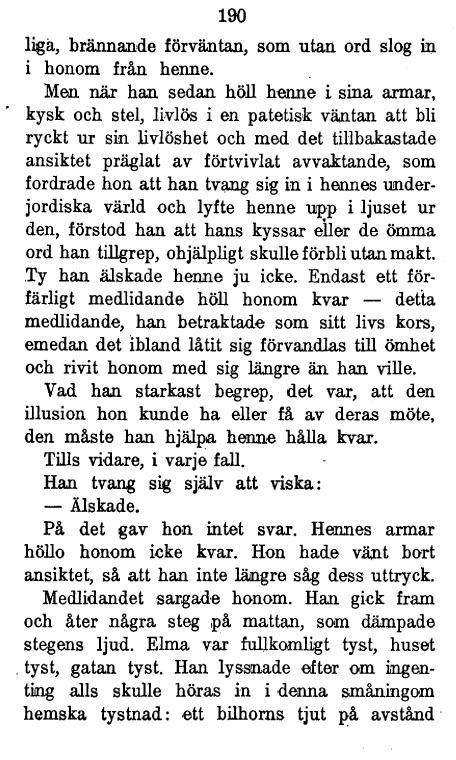 190
liga, brännande förväntan, som utan ord slog in
i honom från henne.
Men när han sedan höll henne i sina armar,
kysk och stel, livlös i en patetisk väntan att bli
ryckt ur sin livlöshet och med det tillbakastade
ansiktet präglat av förtvivlat avvaktande, som
fordrade hon att han tvang sig in i hennes under-
jordiska värld och lyfte henne upp i ljuset ur
den, förstod han att hans kyssar eller de ömma
ord han tillgrep, ohjälpligt skulle förbli utan makt.
Ty han älskade henne ju icke. Endast ett för-
färligt medlidande höll honom kvar — detta
medlidande, han betraktade som sitt livs kors,
emedan det ibland låtit sig förvandlas till ömhet
och rivit honom med sig längre än han ville.
Vad han starkast begrep, det var, att den
illusion hon kunde ha eller få av deras möte,
den måste han hjälpa henne hålla kvar.
Tills vidare, i varje fall.
Han tvang sig själv att viska:
— Älskade.
På det gav hon intet svar. Hennes armar
höllo honom icke kvar. Hon hade vänt bort
ansiktet, så att han inte längre såg dess uttryck.
Medlidandet sargade honom. Han gick fram
och åter några steg på mattan, som dämpade
stegens ljud. Elma var fullkomligt tyst, huset
tyst, gatan tyst. Han lyssnade efter om ingen-
ting alls skulle höras in i denna småningom
hemska tystnad: ett bilhorns tjut på avstånd